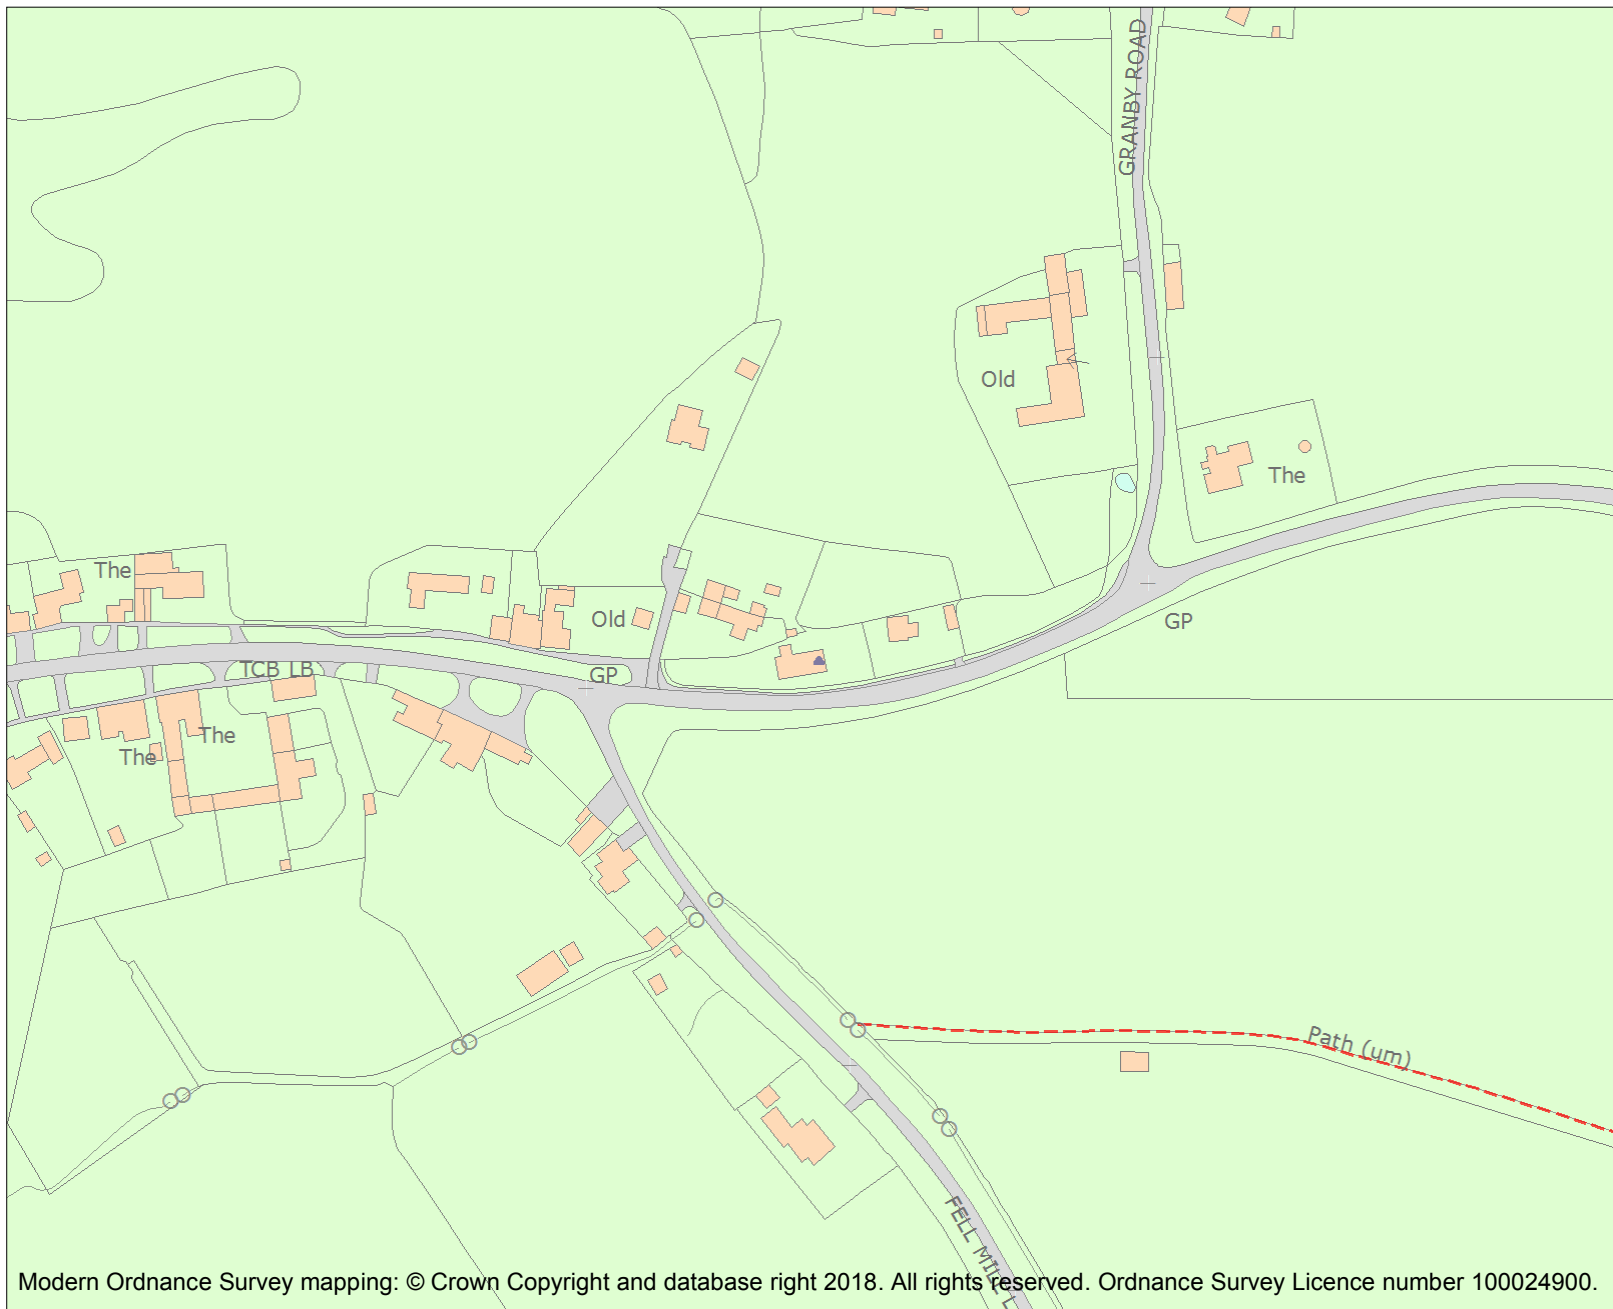 GRANBY ROAD
Old
The
The
Old
GP
TCB LB
GP
The
The
Path (um)
FELL MILL L
Modern Ordnance Survey mapping: © Crown Copyright and database right 2018. All rights reserved. Ordnance Survey Licence number 100024900.